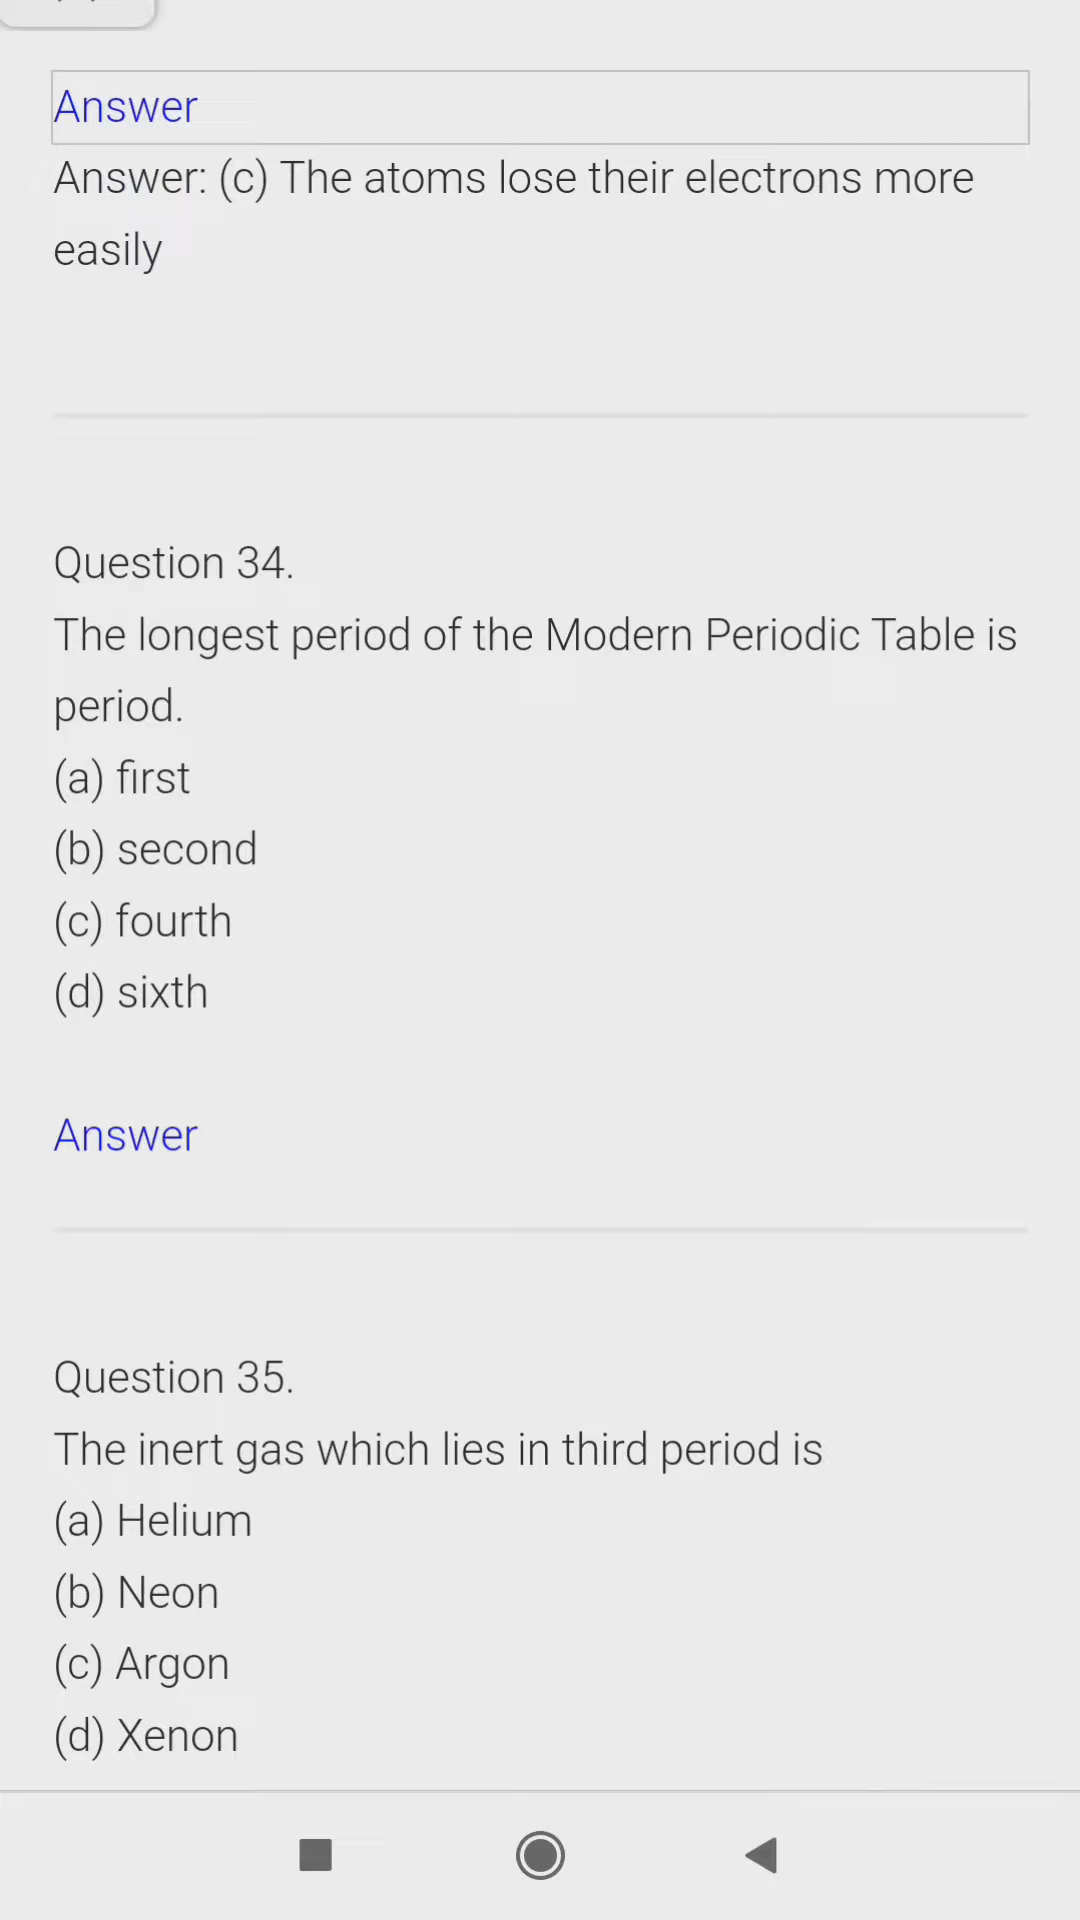 Answer
Answer: (c) The atoms lose their electrons more
easily
Question 34.
The longest period of the Modern Periodic Table is
period.
(a) first
(b) second
(c) fourth
(d) sixth
Answer
Question 35.
The inert gas which lies in third period is
(a) Helium
(b) Neon
(c) Argon
(d) Xenon